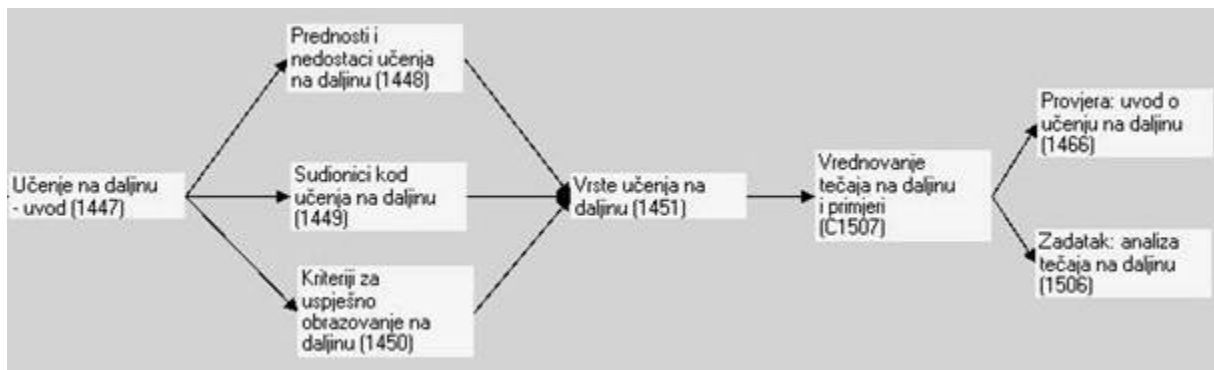 Učenje na daljinu
- uvod (1447)
Prednosti i
nedostaci učenja
na daljinu (1448)
Sudionici kod
učenja na daljinu
(1449)
Kriteriji za
uspješno
obrazovanje na
daljinu (1450)
Vrste učenja na
daljinu (1451)
Vrednovanje
tečaja na daljinu
i primjeri
(C1507)
Provjera: uvod o
učenju na daljinu
(1466)
Zadatak: analiza
tečaja na daljinu
(1506)